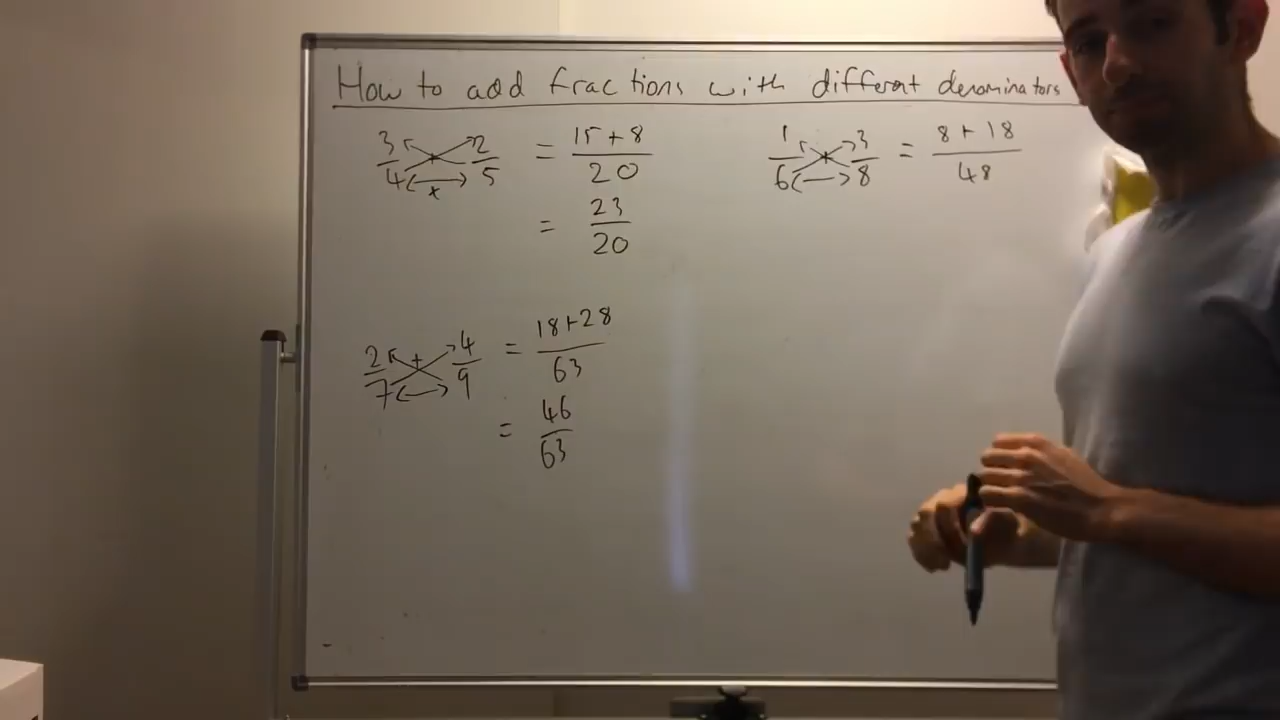 How to add fractions with different denominators
3/4 + 2/5 = 15 + 8 / 20
×
= 23/20
2/7 + 4/9 = 18 + 28 / 63
= 46/63
1/6 + 3/8 = 8 + 18 / 48